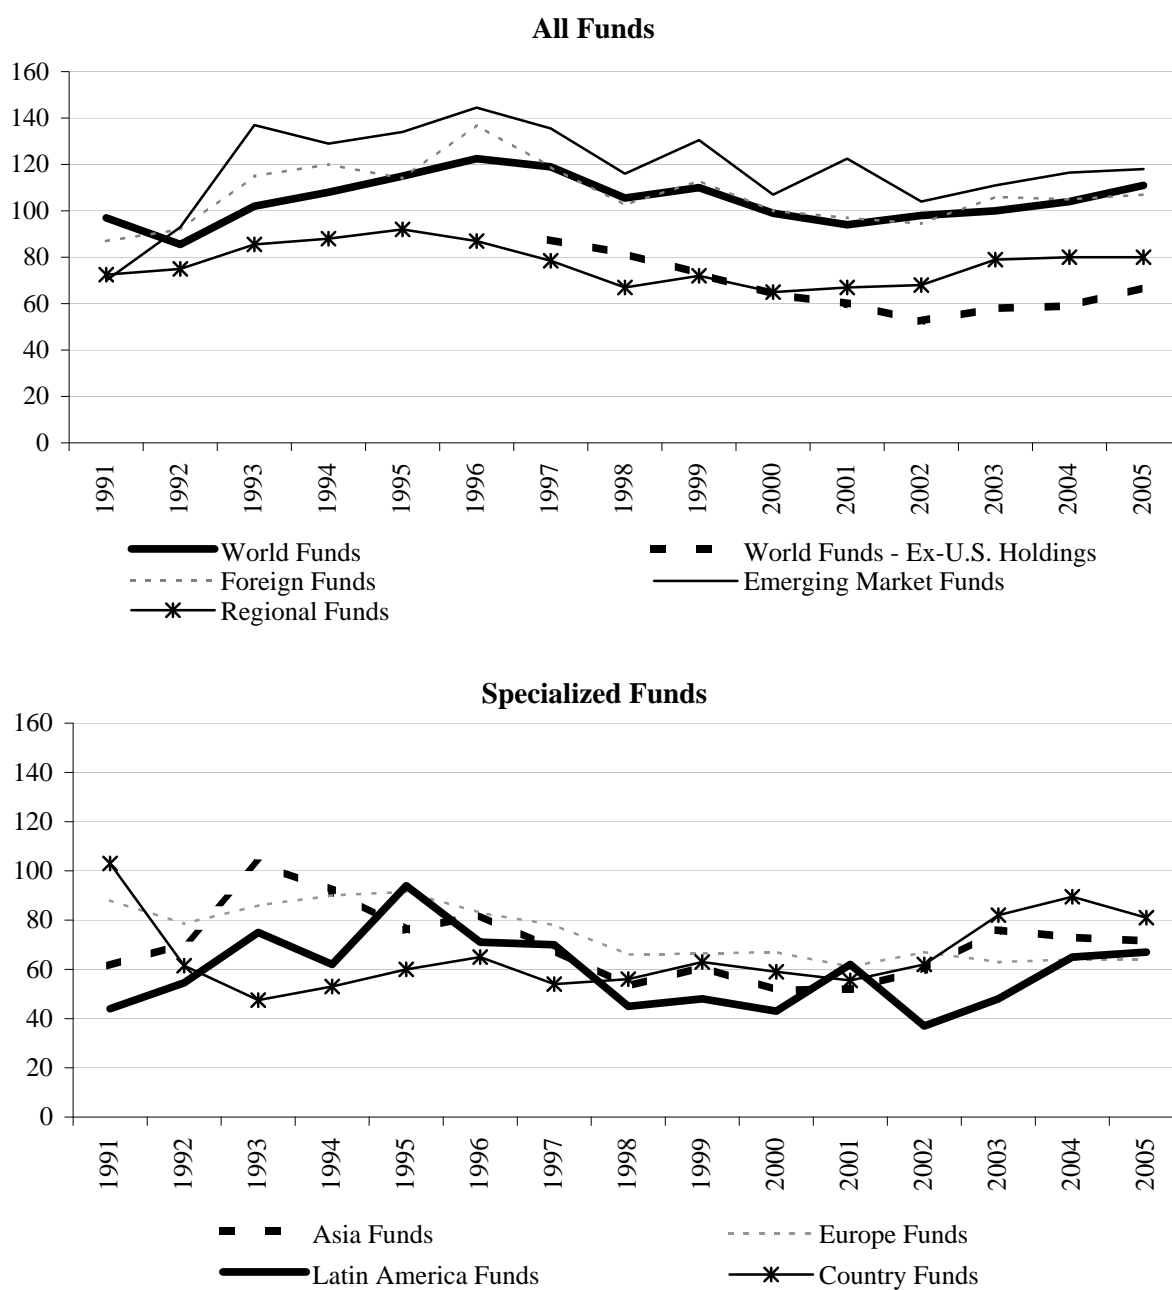 All Funds
160
140
120
100
80
60
40
20
0
1991 1992 1993 1994 1995 1996 1997 1998 1999 2000 2001 2002 2003 2004 2005
World Funds World Funds - Ex-U.S. Holdings
Foreign Funds Emerging Market Funds
Regional Funds
Specialized Funds
160
140
120
100
80
60
40
20
0
1991 1992 1993 1994 1995 1996 1997 1998 1999 2000 2001 2002 2003 2004 2005
Asia Funds Europe Funds
Latin America Funds Country Funds